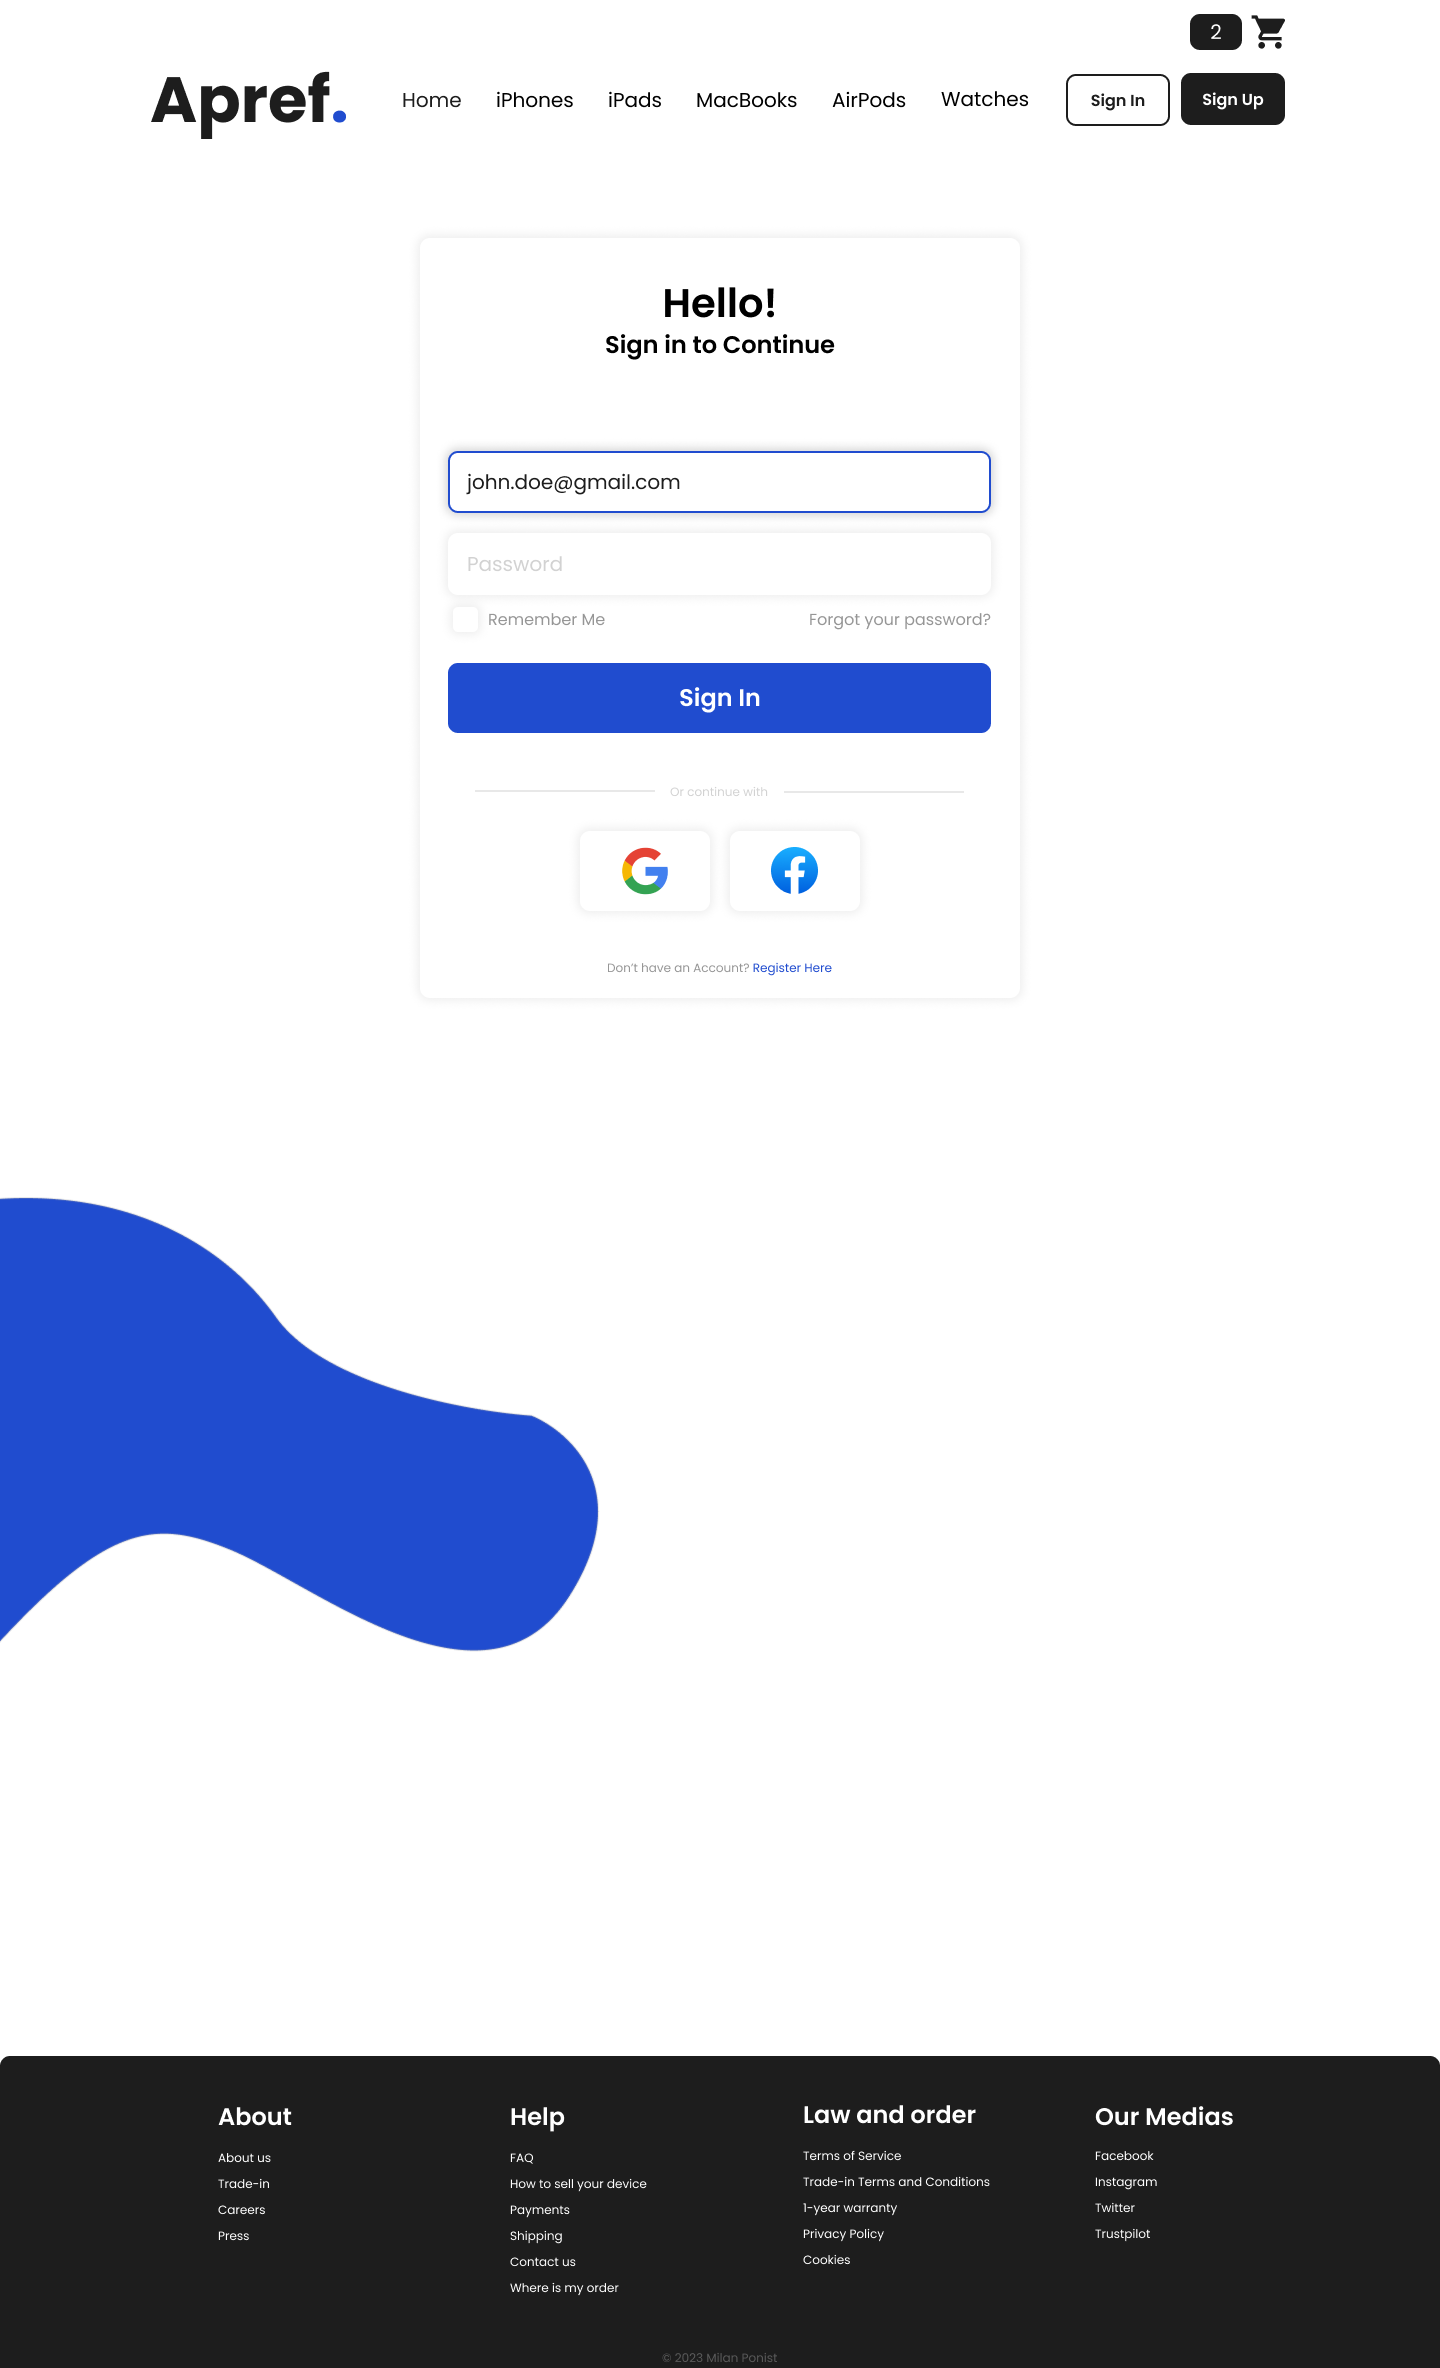 2
Apref.
Home iPhones iPads MacBooks AirPods Watches Sign In Sign Up
Hello!
Sign in to Continue
john.doe@gmail.com
Password
Remember Me Forgot your password?
Sign In
Or continue with
Don't have an Account? Register Here
About
About us
Trade-in
Careers
Press
Help
FAQ
How to sell your device
Payments
Shipping
Contact us
Where is my order
Law and order
Terms of Service
Trade-in Terms and Conditions
1-year warranty
Privacy Policy
Cookies
Our Medias
Facebook
Instagram
Twitter
Trustpilot
© 2023 Milan Ponist